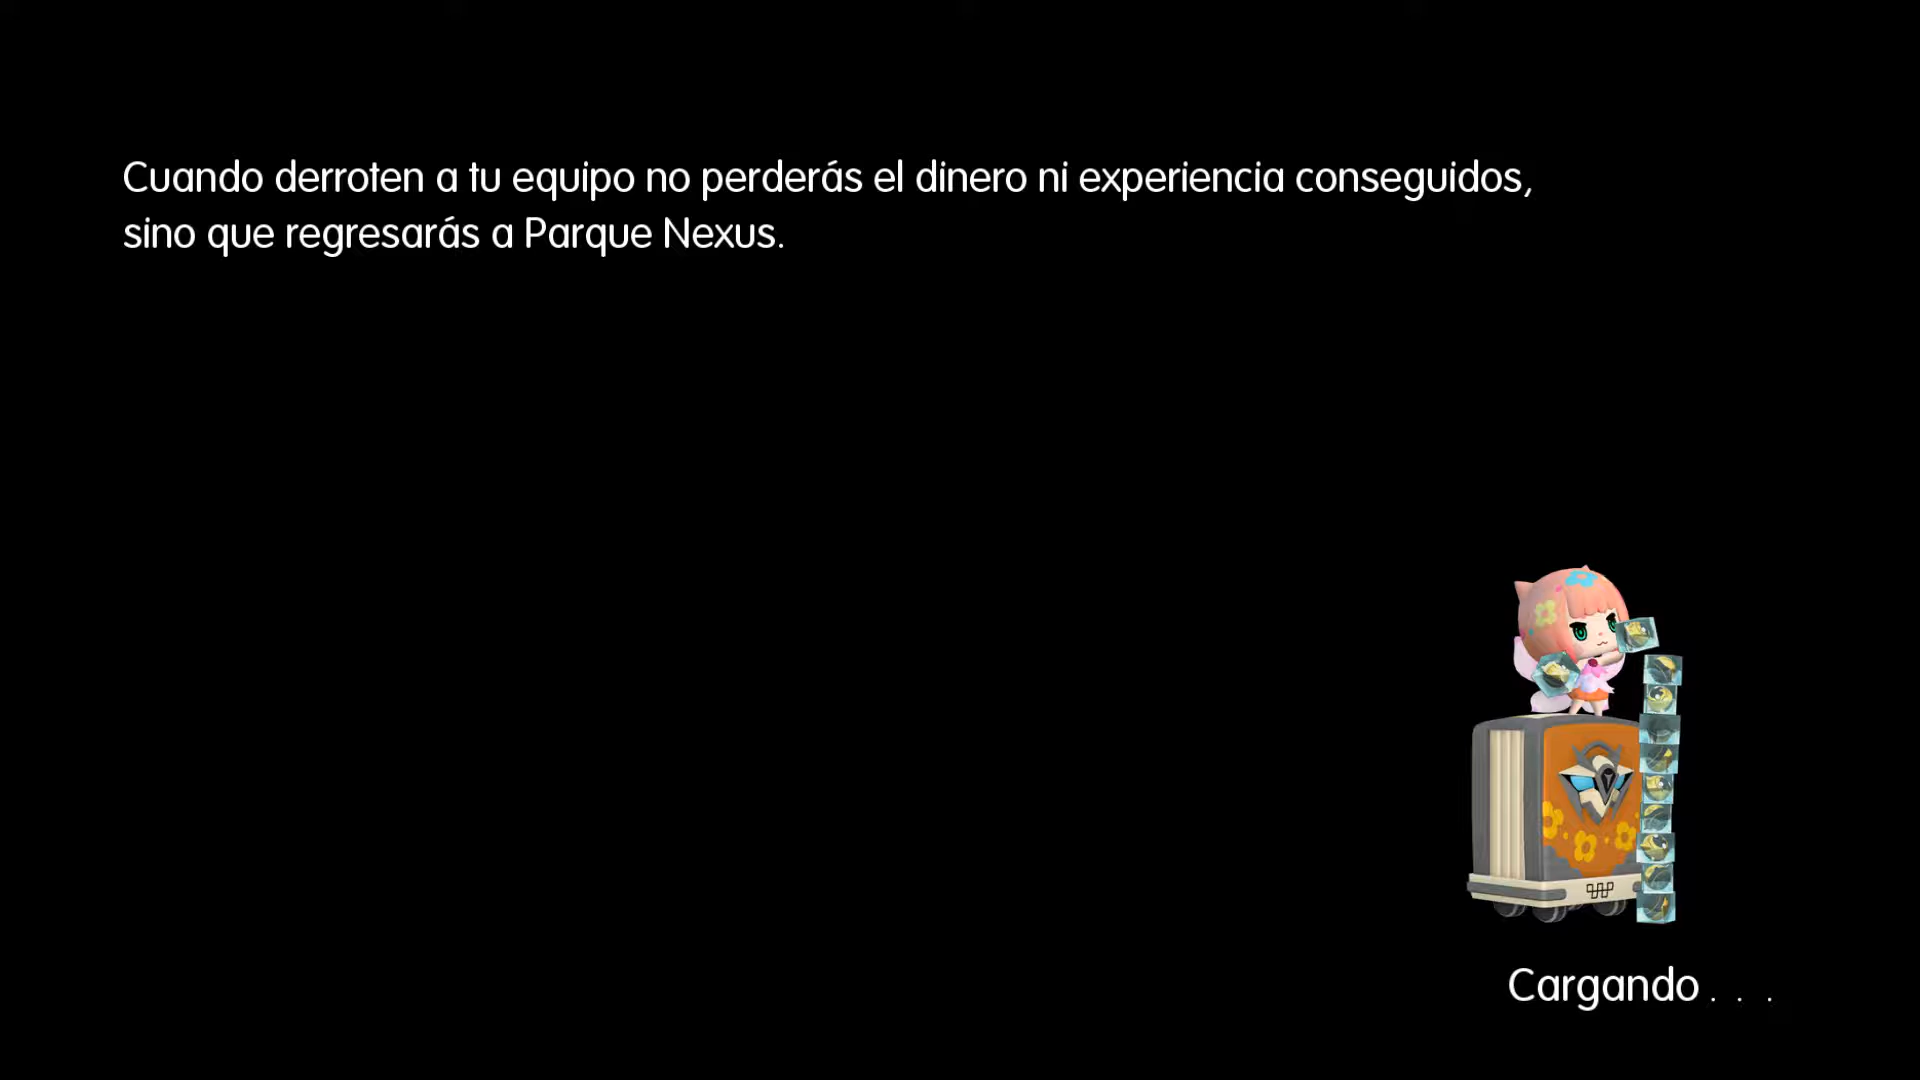 Cuando derroten a tu equipo no perderás el dinero ni experiencia conseguidos,
sino que regresarás a Parque Nexus.
Cargando . . .